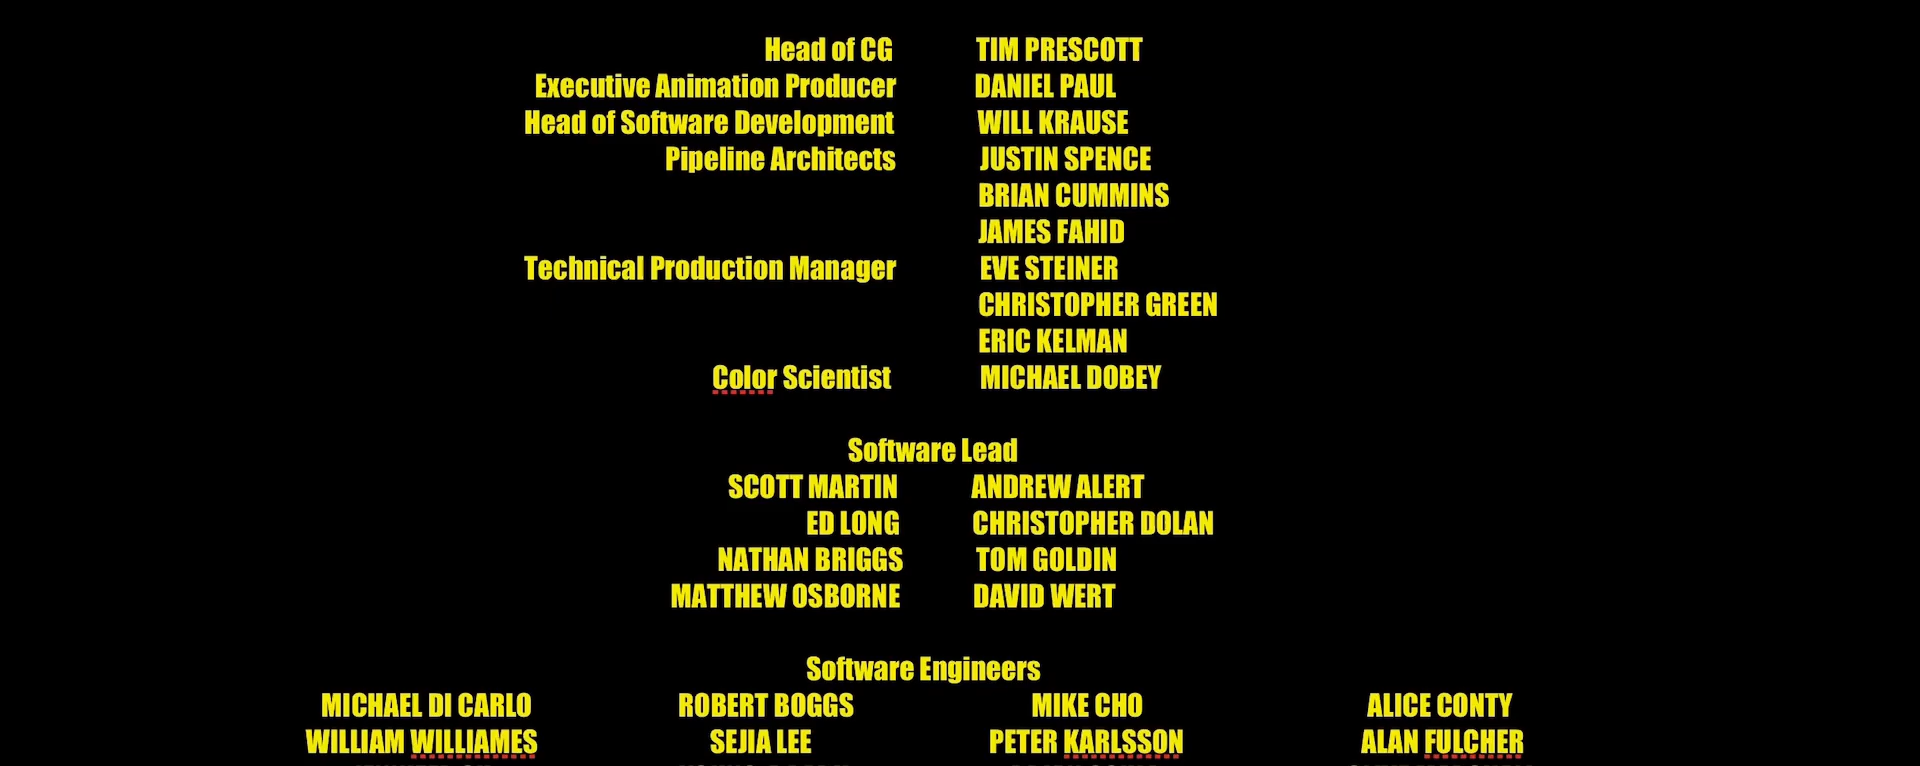 Head of CG TIM PRESCOTT
Executive Animation Producer DANIEL PAUL
Head of Software Development WILL KRAUSE
Pipeline Architects JUSTIN SPENCE
BRIAN CUMMINS
JAMES FAHID
Technical Production Manager EVE STEINER
CHRISTOPHER GREEN
ERIC KELMAN
Color Scientist MICHAEL DOBEY
Software Lead
SCOTT MARTIN ANDREW ALERT
ED LONG CHRISTOPHER DOLAN
NATHAN BRIGGS TOM GOLDIN
MATTHEW OSBORNE DAVID WERT
Software Engineers
MICHAEL DI CARLO ROBERT BOGGS MIKE CHO ALICE CONTY
WILLIAM WILLIAMES SEJIA LEE PETER KARLSSON ALAN FULCHER